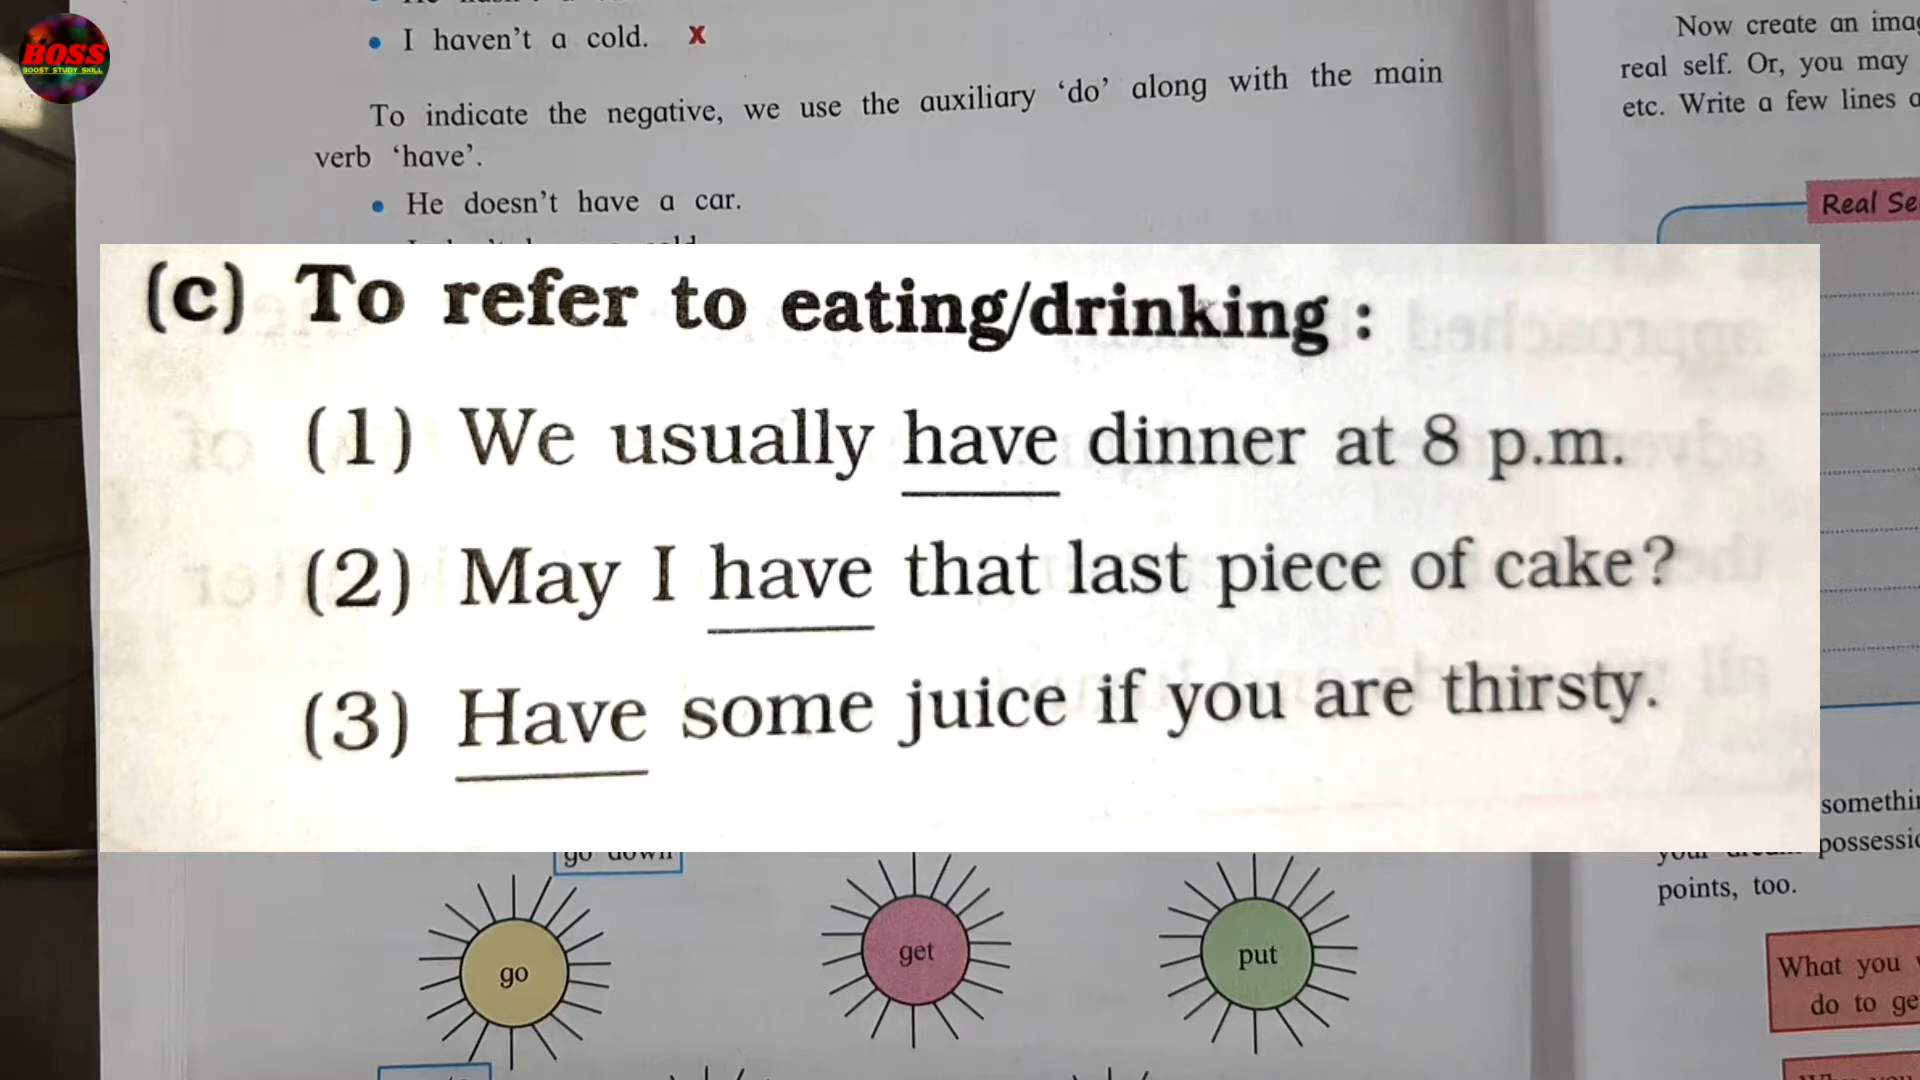 BOSS
BOOST STUDY SKILL
• I haven't a cold. X
To indicate the negative, we use the auxiliary 'do' along with the main
verb 'have'.
• He doesn't have a car.
(c) To refer to eating/drinking :
(1) We usually have dinner at 8 p.m.
(2) May I have that last piece of cake?
(3) Have some juice if you are thirsty.
go down
go
get
put
Now create an
real self. Or, you may
etc. Write a few lines
Real
points, too.
What you
do to